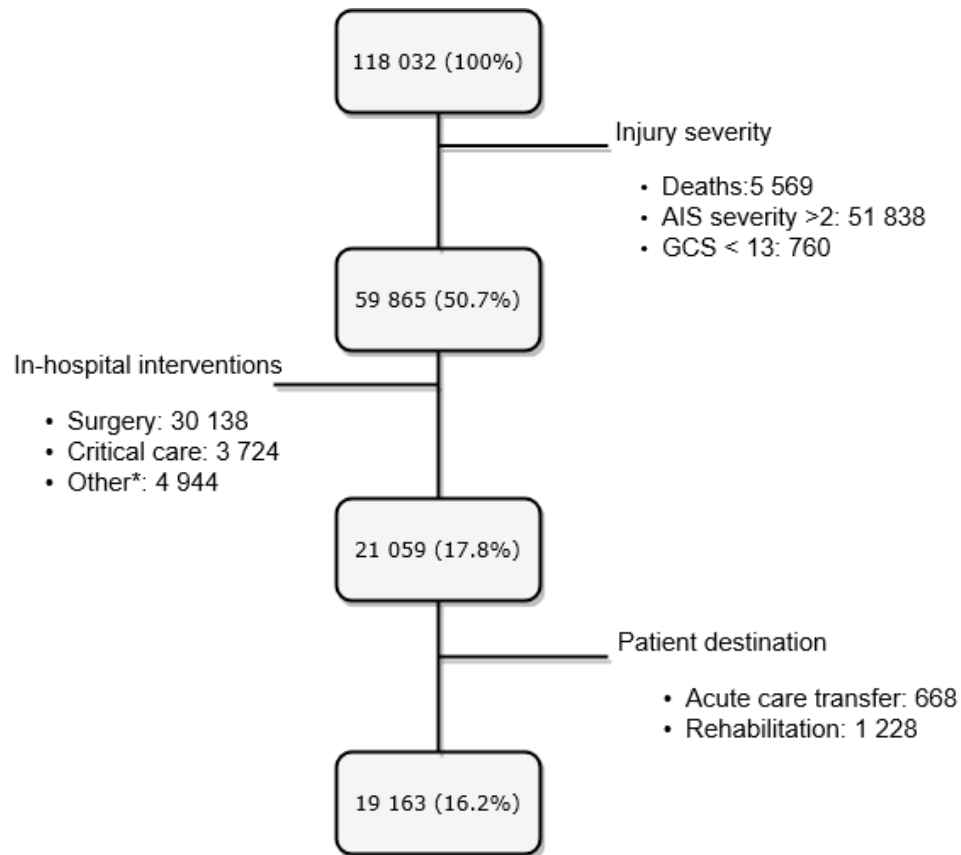 118 032 (100%)
Injury severity
• Deaths:5 569
• AIS severity >2: 51 838
• GCS < 13: 760
59 865 (50.7%)
In-hospital interventions
• Surgery: 30 138
• Critical care: 3 724
• Other*: 4 944
21 059 (17.8%)
Patient destination
• Acute care transfer: 668
• Rehabilitation: 1 228
19 163 (16.2%)